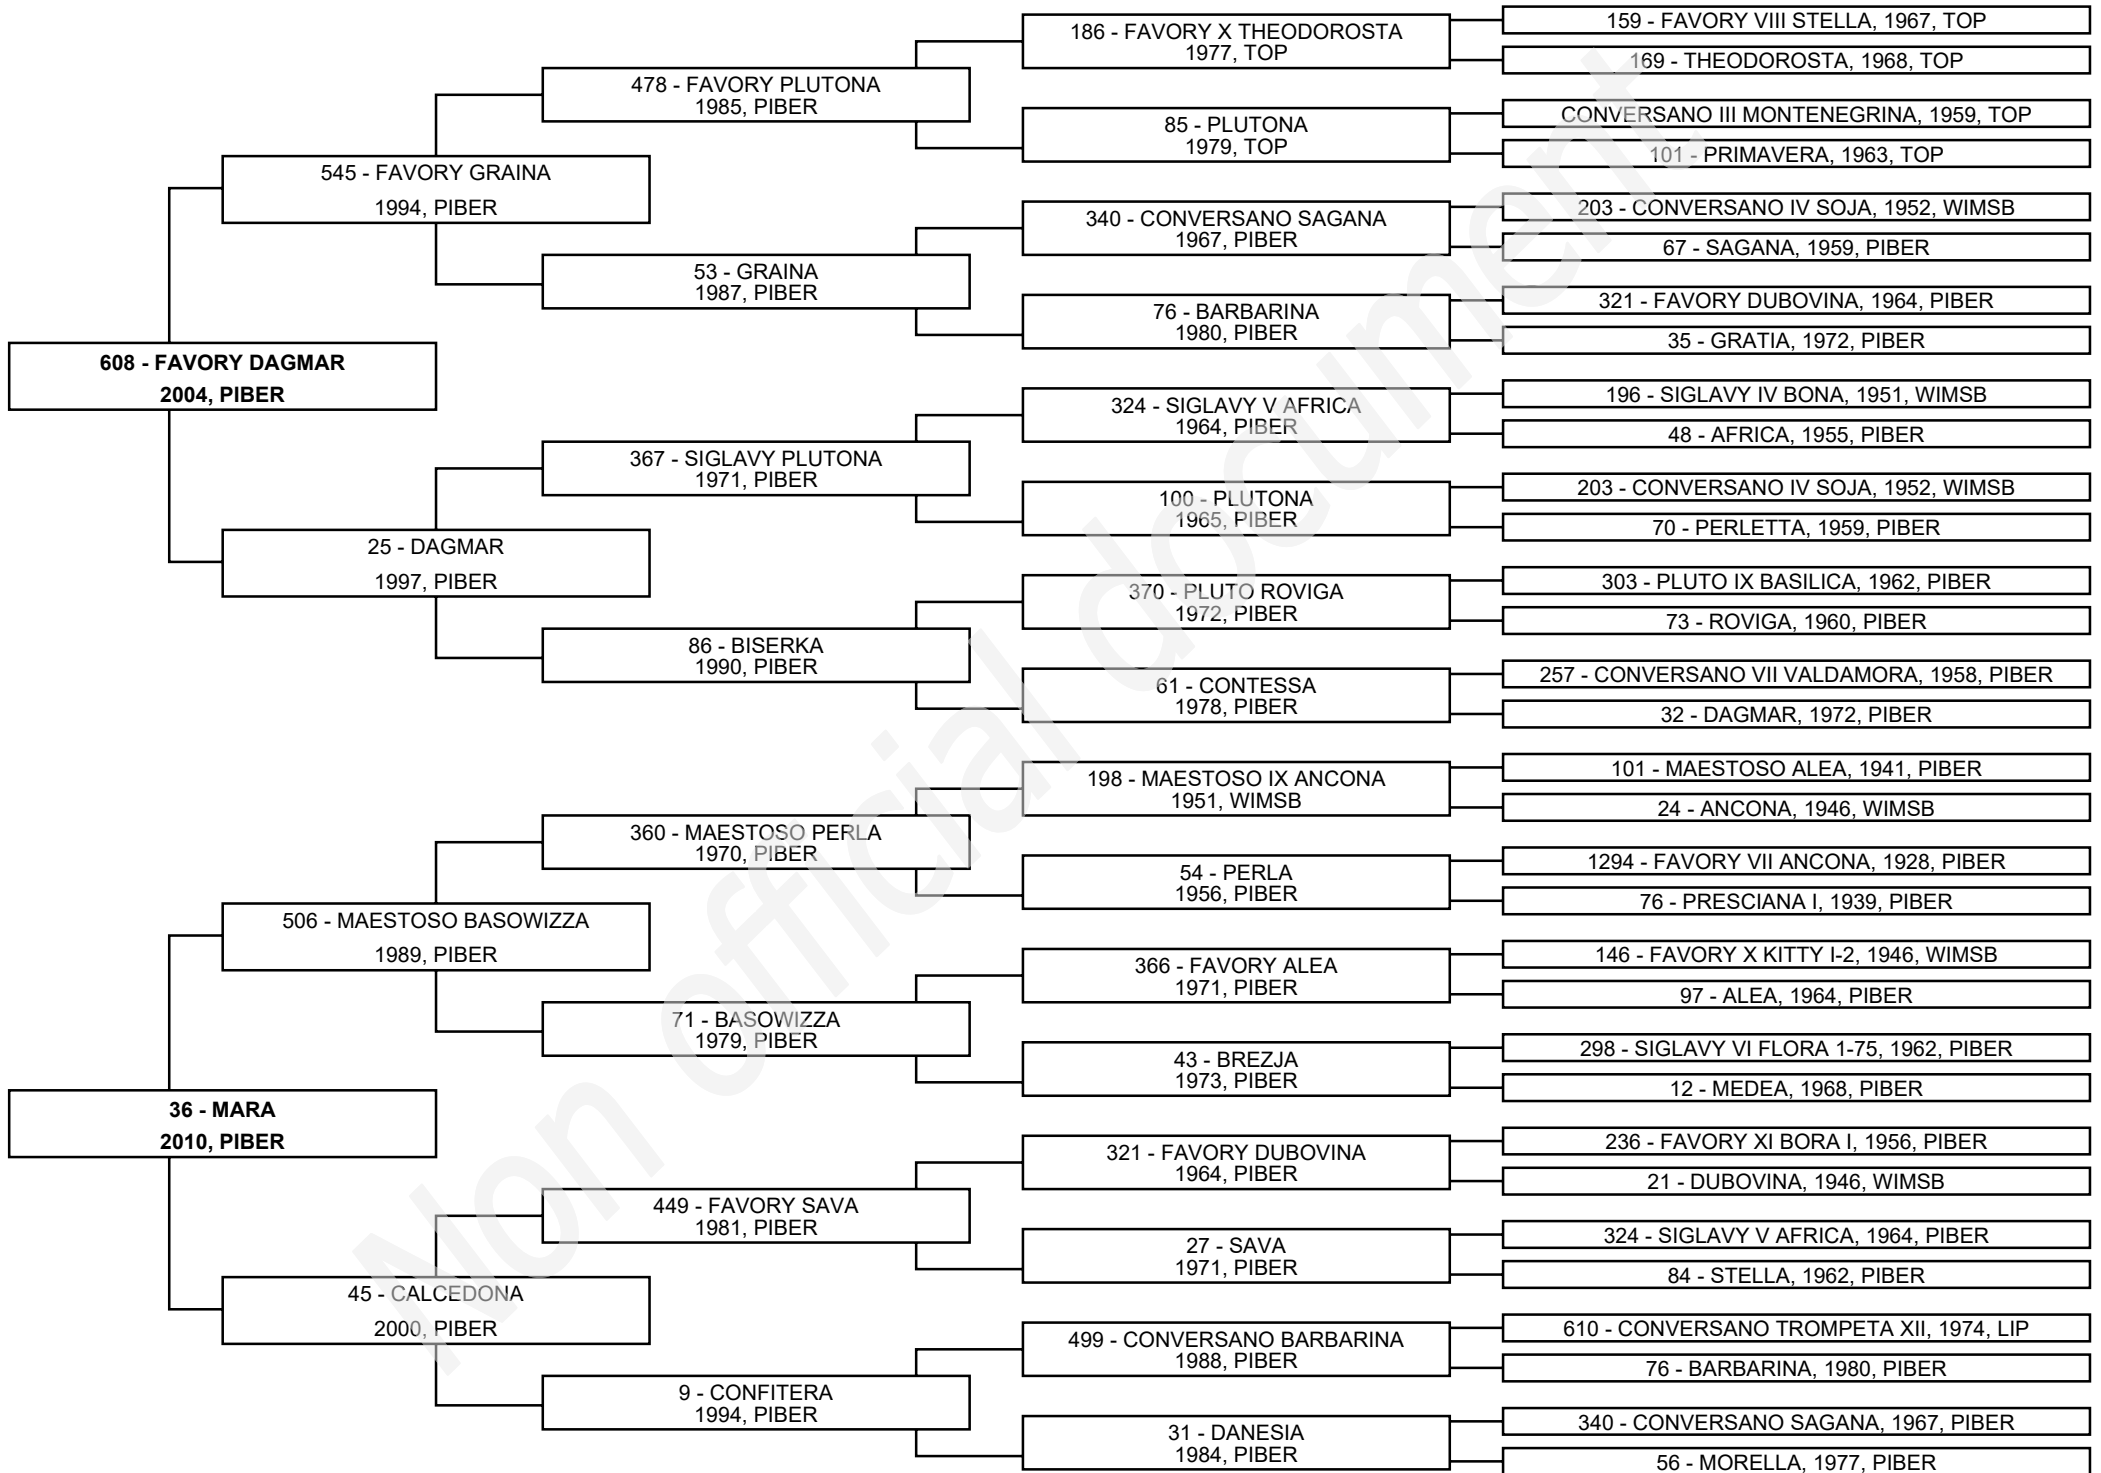 608 - FAVORY DAGMAR
2004, PIBER
545 - FAVORY GRAINA
1994, PIBER
25 - DAGMAR
1997, PIBER
478 - FAVORY PLUTONA
1985, PIBER
53 - GRAINA
1987, PIBER
367 - SIGLAVY PLUTONA
1971, PIBER
86 - BISERKA
1990, PIBER
186 - FAVORY X THEODOROSTA
1977, TOP
85 - PLUTONA
1979, TOP
340 - CONVERSANO SAGANA
1967, PIBER
76 - BARBARINA
1980, PIBER
324 - SIGLAVY V AFRICA
1964, PIBER
100 - PLUTONA
1965, PIBER
370 - PLUTO ROVIGA
1972, PIBER
61 - CONTESSA
1978, PIBER
159 - FAVORY VIII STELLA, 1967, TOP
169 - THEODOROSTA, 1968, TOP
CONVERSANO III MONTENEGRINA, 1959, TOP
101 - PRIMAVERA, 1963, TOP
203 - CONVERSANO IV SOJA, 1952, WIMSB
67 - SAGANA, 1959, PIBER
321 - FAVORY DUBOVINA, 1964, PIBER
35 - GRATIA, 1972, PIBER
196 - SIGLAVY IV BONA, 1951, WIMSB
48 - AFRICA, 1955, PIBER
203 - CONVERSANO IV SOJA, 1952, WIMSB
70 - PERLETTA, 1959, PIBER
303 - PLUTO IX BASILICA, 1962, PIBER
73 - ROVIGA, 1960, PIBER
257 - CONVERSANO VII VALDAMORA, 1958, PIBER
32 - DAGMAR, 1972, PIBER
36 - MARA
2010, PIBER
506 - MAESTOSO BASOWIZZA
1989, PIBER
45 - CALCEDONA
2000, PIBER
360 - MAESTOSO PERLA
1970, PIBER
71 - BASOWIZZA
1979, PIBER
449 - FAVORY SAVA
1981, PIBER
9 - CONFITERA
1994, PIBER
198 - MAESTOSO IX ANCONA
1951, WIMSB
54 - PERLA
1956, PIBER
366 - FAVORY ALEA
1971, PIBER
43 - BREZJA
1973, PIBER
321 - FAVORY DUBOVINA
1964, PIBER
27 - SAVA
1971, PIBER
499 - CONVERSANO BARBARINA
1988, PIBER
31 - DANESIA
1984, PIBER
101 - MAESTOSO ALEA, 1941, PIBER
24 - ANCONA, 1946, WIMSB
1294 - FAVORY VII ANCONA, 1928, PIBER
76 - PRESCIANA I, 1939, PIBER
146 - FAVORY X KITTY I-2, 1946, WIMSB
97 - ALEA, 1964, PIBER
298 - SIGLAVY VI FLORA 1-75, 1962, PIBER
12 - MEDEA, 1968, PIBER
236 - FAVORY XI BORA I, 1956, PIBER
21 - DUBOVINA, 1946, WIMSB
324 - SIGLAVY V AFRICA, 1964, PIBER
84 - STELLA, 1962, PIBER
610 - CONVERSANO TROMPETA XII, 1974, LIP
76 - BARBARINA, 1980, PIBER
340 - CONVERSANO SAGANA, 1967, PIBER
56 - MORELLA, 1977, PIBER
Non official document